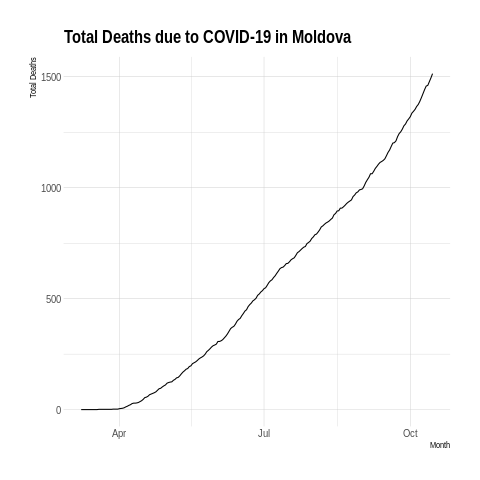 Total Deaths due to COVID-19 in Moldova
Total Deaths
1500
1000
500
0
Apr
Jul
Oct
Month